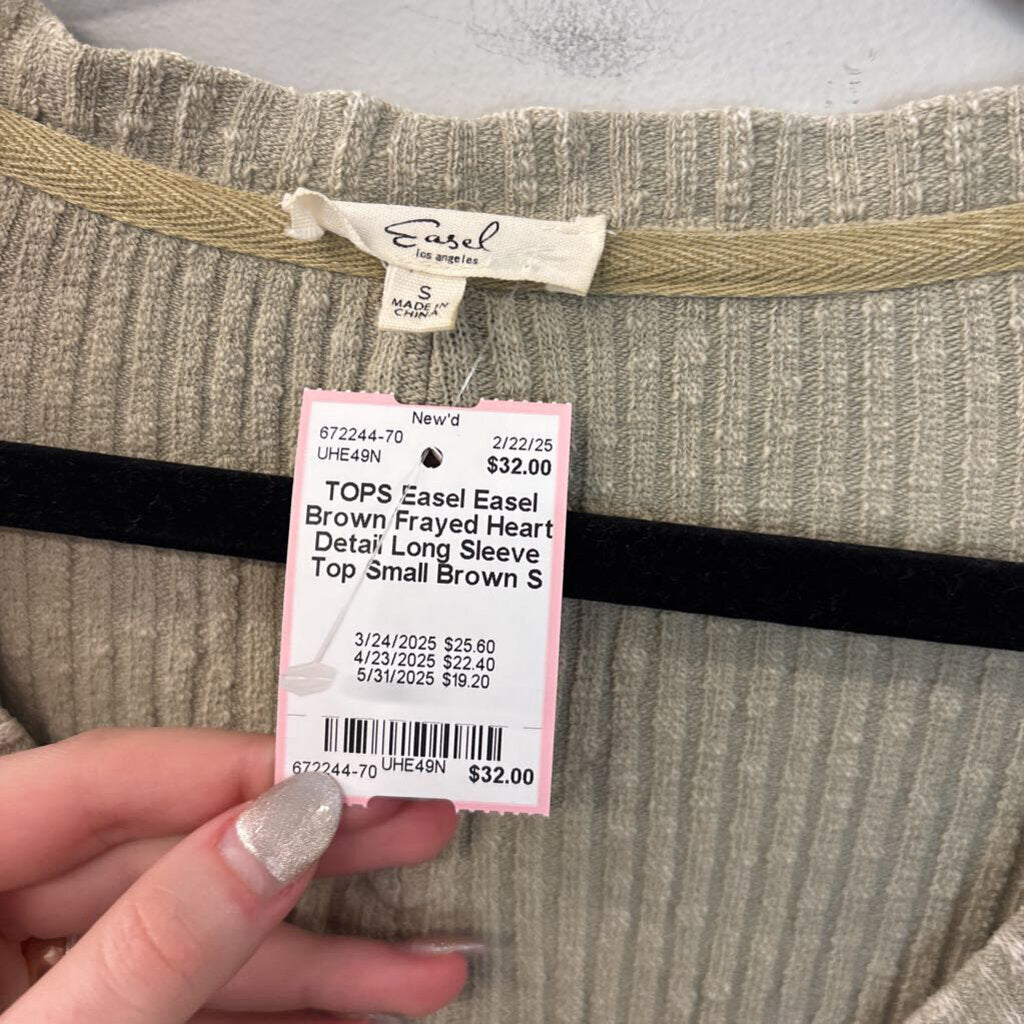 Easel
los angeles
S
MADE IN
CHINA
New'd
672244-70
2/22/25
UHE49N
$32.00
TOPS Easel Easel
Brown Frayed Heart
Detail Long Sleeve
Top Small Brown S
3/24/2025 $25.60
4/23/2025 $22.40
5/31/2025 $19.20
672244-70 UHE49N $32.00